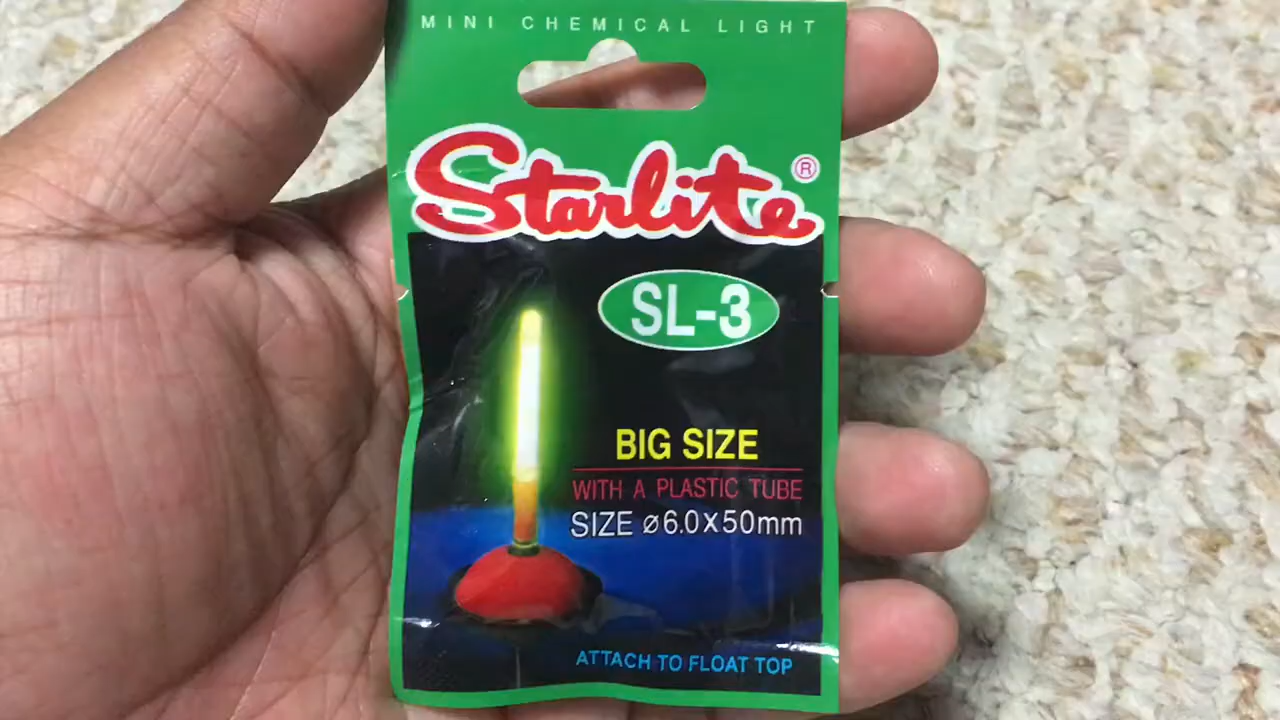 MINI CHEMICAL LIGHT
Starlite®
SL-3
BIG SIZE
WITH A PLASTIC TUBE
SIZE ø6.0X50mm
ATTACH TO FLOAT TOP